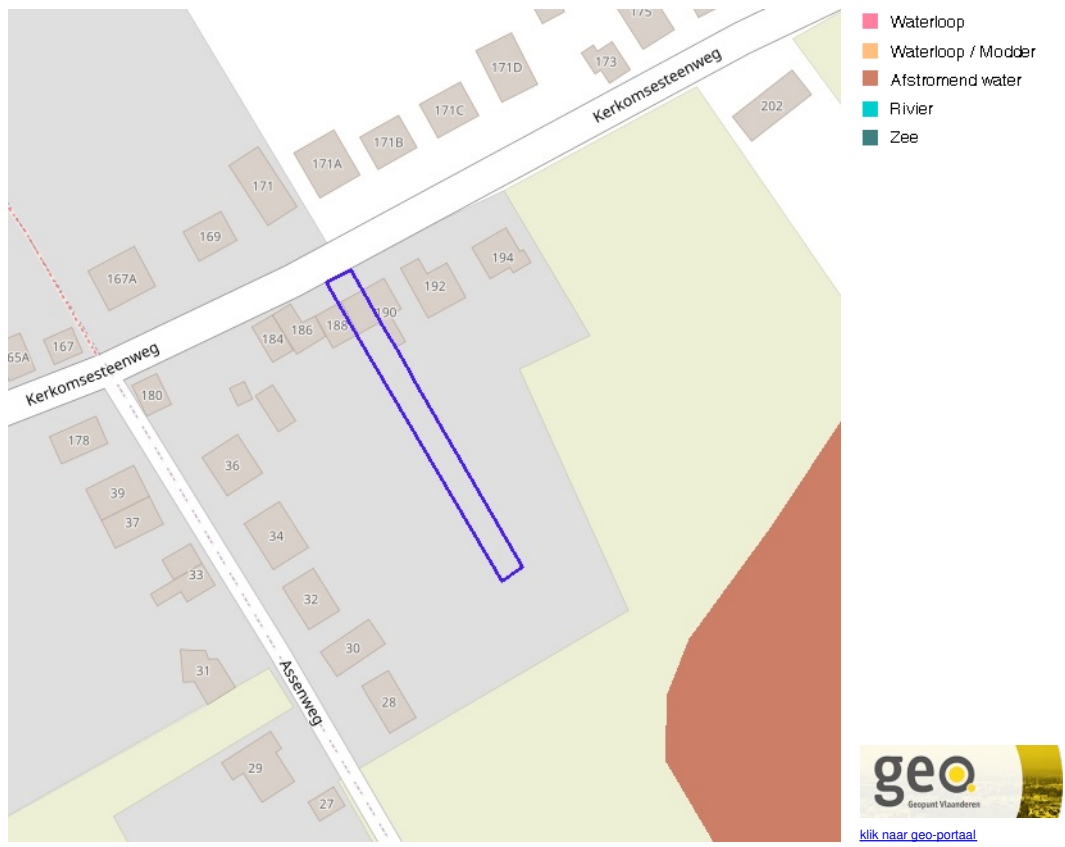 175
171D
173
Kerkomsesteenweg
202
171C
171B
171A
171
169
167A
194
192
190
188
186
184
167
65A
Kerkomsesteenweg
180
178
36
39
37
34
33
32
30
31
28
Assenweg
29
27
Waterloop
Waterloop / Modder
Afstromend water
Rivier
Zee
geo.
Geopunt Vlaanderen
klik naar geo-portaal